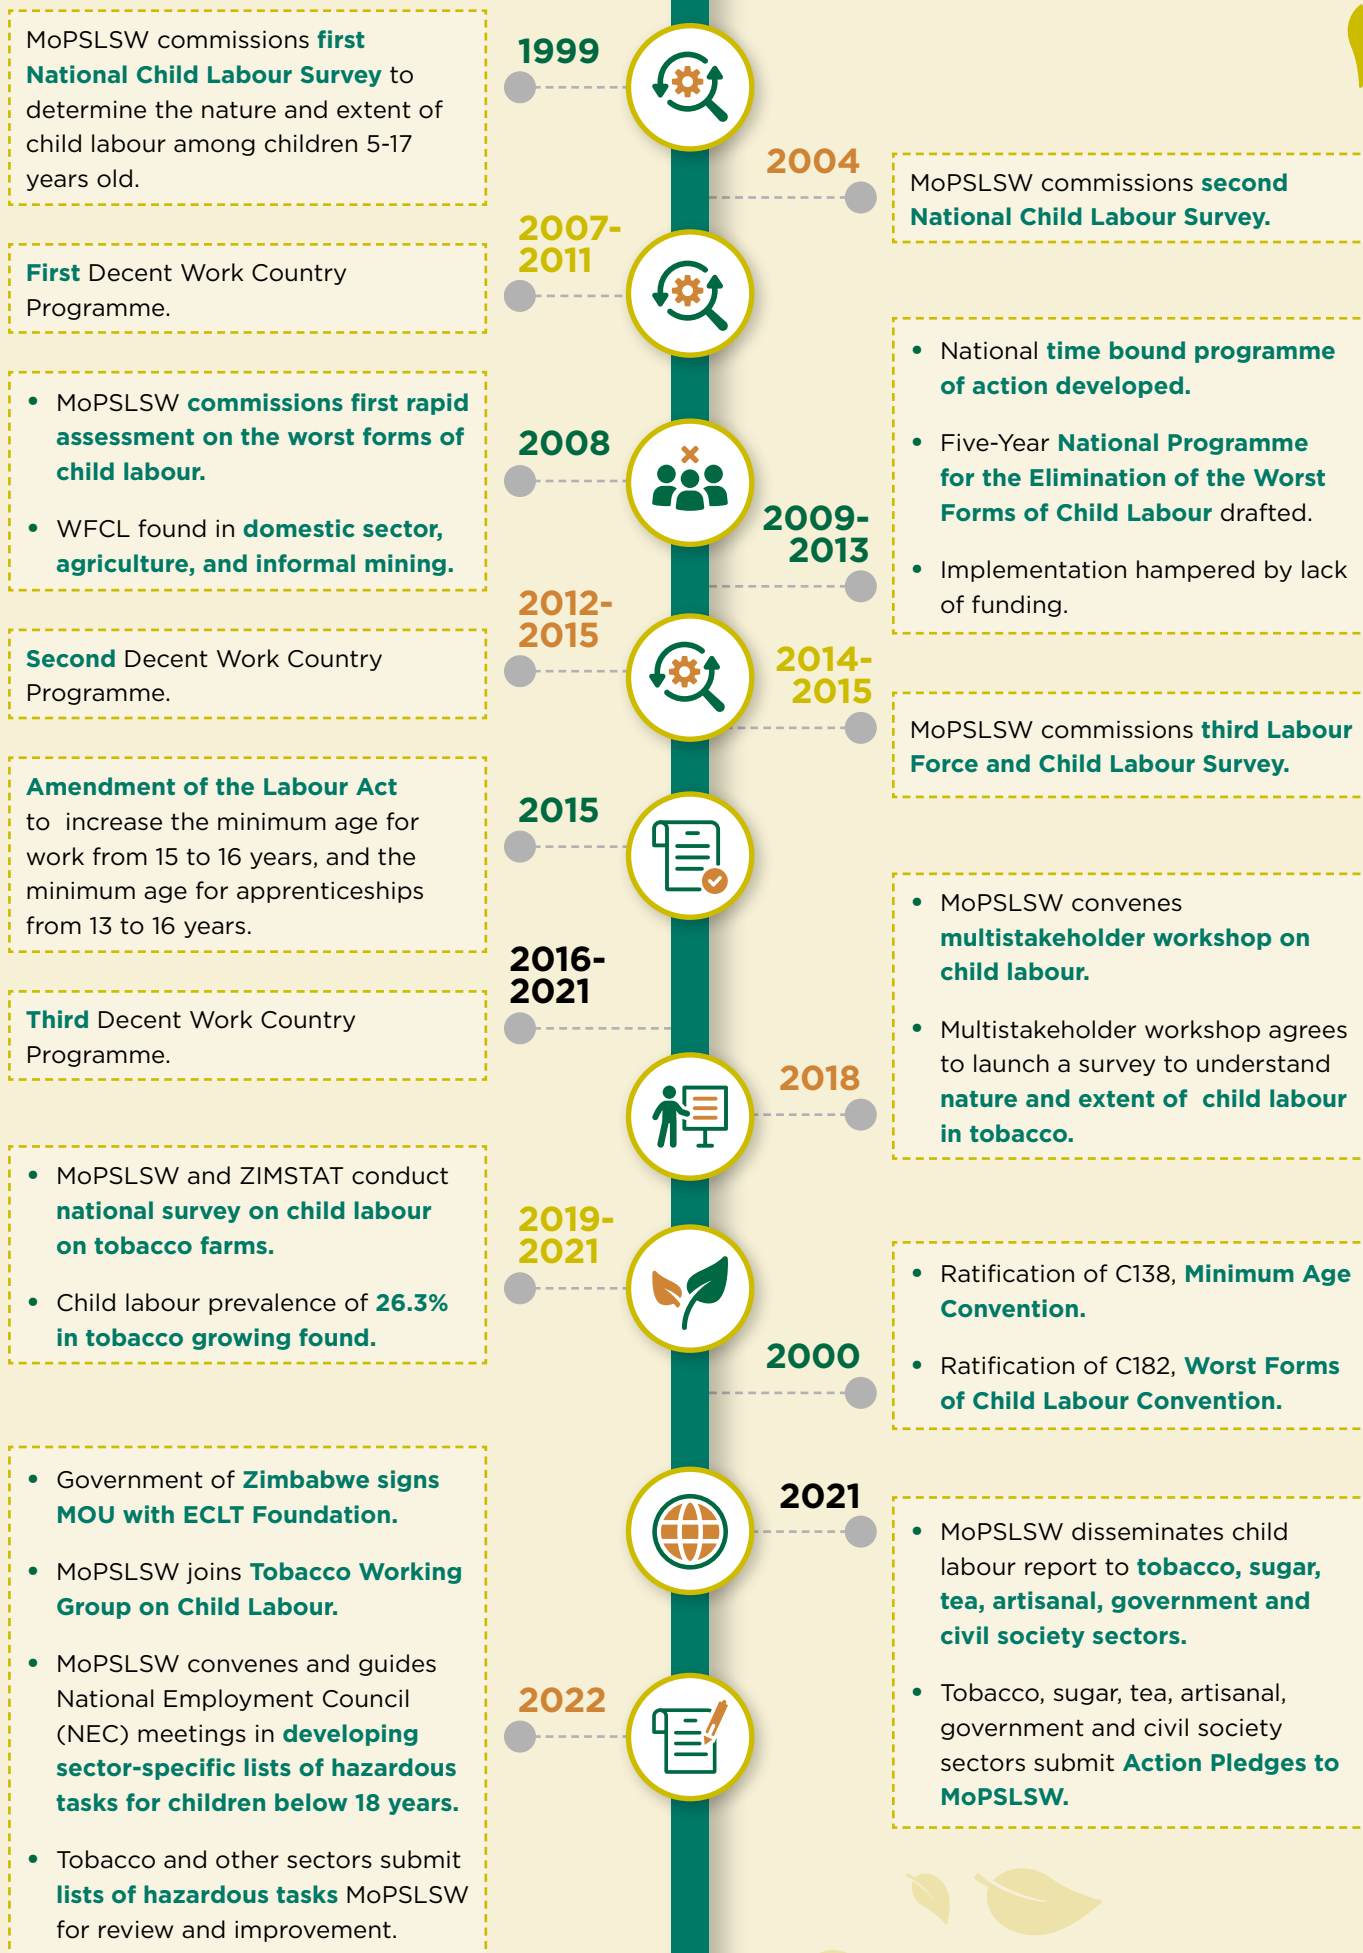 1999
MoPSLSW commissions first
National Child Labour Survey to
determine the nature and extent of
child labour among children 5-17
years old.
2004
MoPSLSW commissions second
National Child Labour Survey.
2007-
2011
First Decent Work Country
Programme.
2008
• MoPSLSW commissions first rapid
assessment on the worst forms of
child labour.
• WFCL found in domestic sector,
agriculture, and informal mining.
2009-
2013
• National time bound programme
of action developed.
• Five-Year National Programme
for the Elimination of the Worst
Forms of Child Labour drafted.
• Implementation hampered by lack
of funding.
2012-
2015
Second Decent Work Country
Programme.
2014-
2015
MoPSLSW commissions third Labour
Force and Child Labour Survey.
2015
Amendment of the Labour Act
to increase the minimum age for
work from 15 to 16 years, and the
minimum age for apprenticeships
from 13 to 16 years.
2016-
2021
Third Decent Work Country
Programme.
2018
• MoPSLSW convenes
multistakeholder workshop on
child labour.
• Multistakeholder workshop agrees
to launch a survey to understand
nature and extent of child labour
in tobacco.
2019-
2021
• MoPSLSW and ZIMSTAT conduct
national survey on child labour
on tobacco farms.
• Child labour prevalence of 26.3%
in tobacco growing found.
2000
• Ratification of C138, Minimum Age
Convention.
• Ratification of C182, Worst Forms
of Child Labour Convention.
2021
• MoPSLSW disseminates child
labour report to tobacco, sugar,
tea, artisanal, government and
civil society sectors.
• Tobacco, sugar, tea, artisanal,
government and civil society
sectors submit Action Pledges to
MoPSLSW.
2022
• Government of Zimbabwe signs
MOU with ECLT Foundation.
• MoPSLSW joins Tobacco Working
Group on Child Labour.
• MoPSLSW convenes and guides
National Employment Council
(NEC) meetings in developing
sector-specific lists of hazardous
tasks for children below 18 years.
• Tobacco and other sectors submit
lists of hazardous tasks MoPSLSW
for review and improvement.